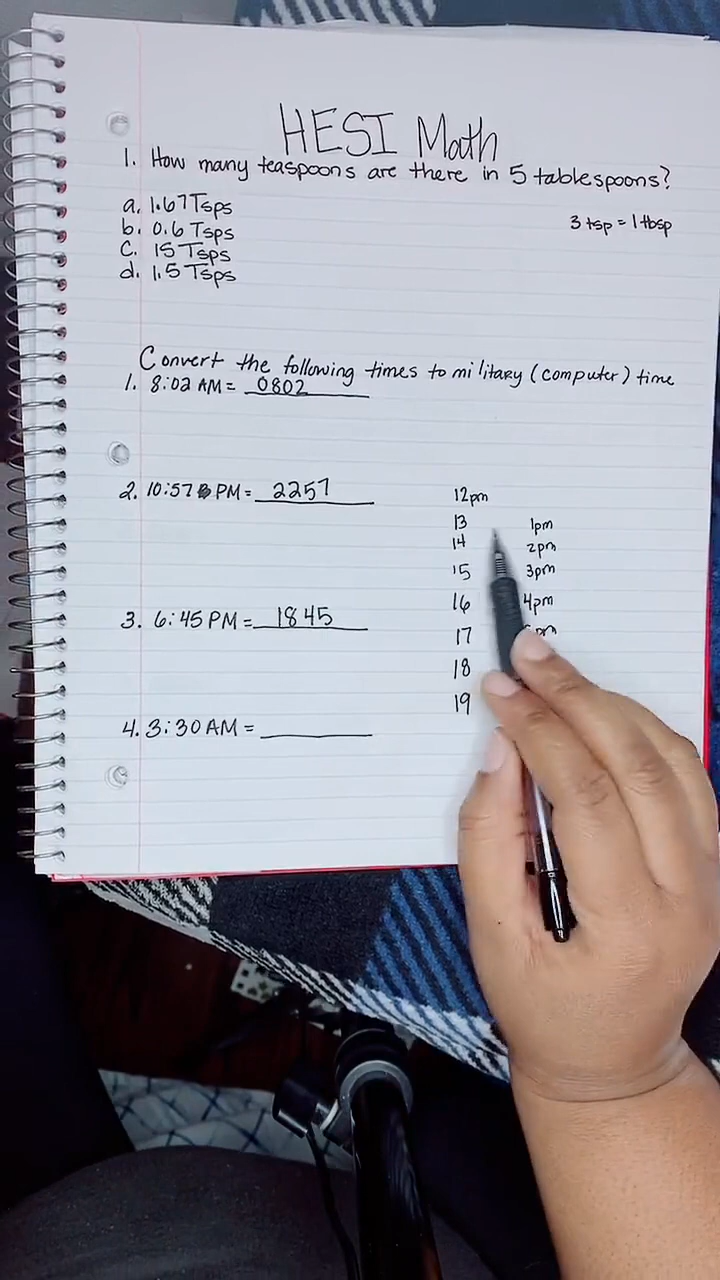 HESI Math
1. How many teaspoons are there in 5 tablespoons?
a. 1.67 Tsps
3 tsp = 1 tbsp
b. 0.6 Tsps
c. 15 Tsps
d. 1.5 Tsps
Convert the following times to military (computer) time
1. 8:02 AM = 0802
2. 10:57 PM = 2257
12pm
13 1pm
14 2pm
15 3pm
16 4pm
3. 6:45 PM = 1845
17 pm
18
19
4. 3:30 AM =